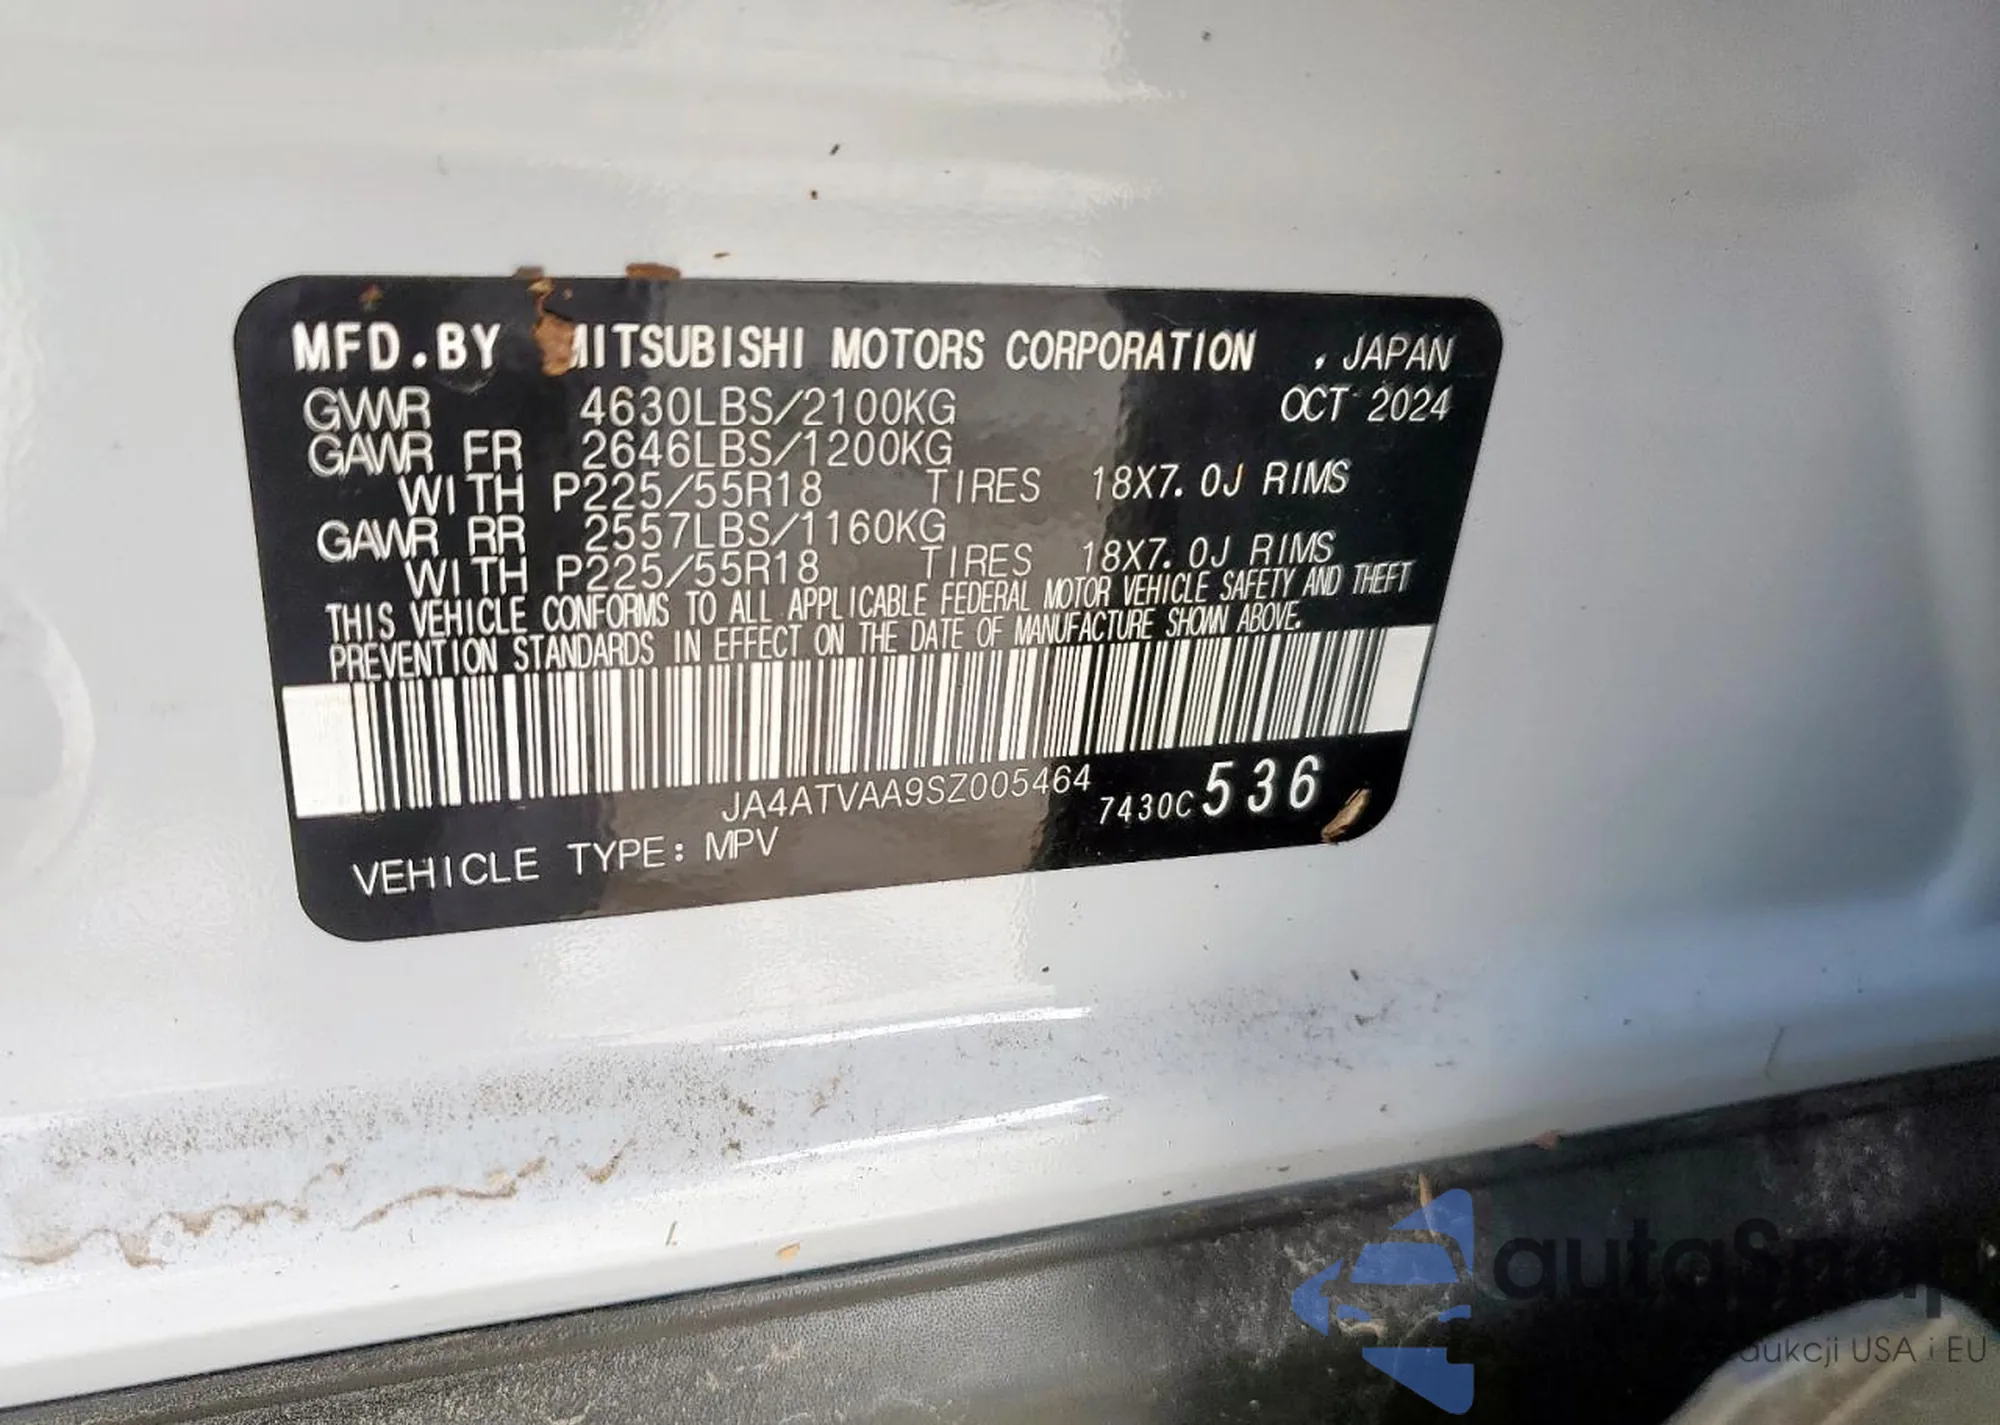 MFD.BY MITSUBISHI MOTORS CORPORATION , JAPAN
GVWR 4630LBS/2100KG OCT 2024
GAWR FR 2646LBS/1200KG
WITH P225/55R18 TIRES 18X7.0J RIMS
GAWR RR 2557LBS/1160KG
WITH P225/55R18 TIRES 18X7.0J RIMS
THIS VEHICLE CONFORMS TO ALL APPLICABLE FEDERAL MOTOR VEHICLE SAFETY AND THEFT
PREVENTION STANDARDS IN EFFECT ON THE DATE OF MANUFACTURE SHOWN ABOVE.
JA4ATVAA9SZ005464 7430C 536
VEHICLE TYPE: MPV
autoSnap
USA i EU